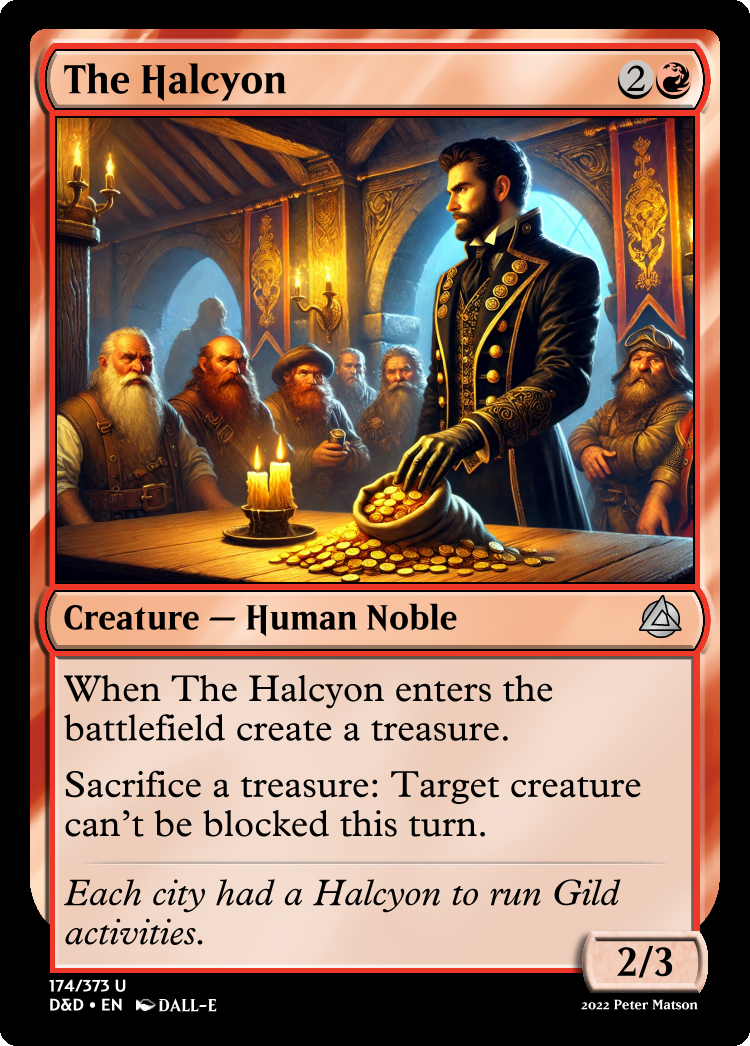 The Halcyon 2
Creature — Human Noble
When The Halcyon enters the
battlefield create a treasure.
Sacrifice a treasure: Target creature
can't be blocked this turn.
Each city had a Halcyon to run Gild
activities.
2/3
174/373 U
D&D • EN DALL-E
2022 Peter Matson